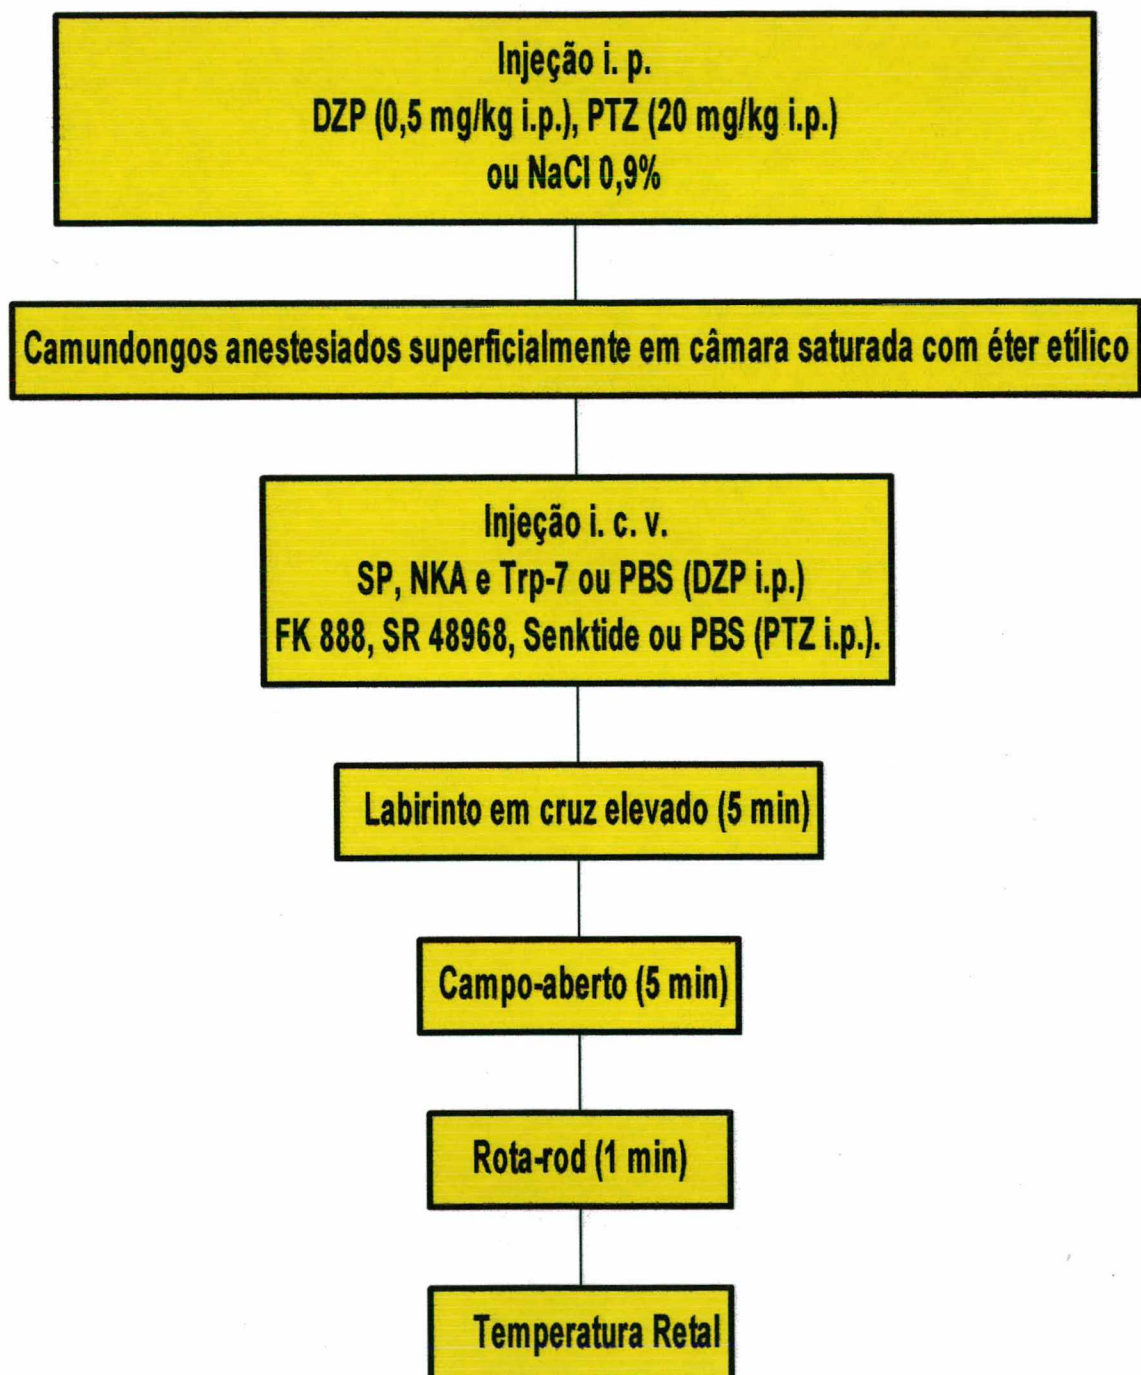 Injeção i. p.
DZP (0,5 mg/kg i.p.), PTZ (20 mg/kg i.p.)
ou NaCl 0,9%
Camundongos anestesiados superficialmente em câmara saturada com éter etílico
Injeção i. c. v.
SP, NKA e Trp-7 ou PBS (DZP i.p.)
FK 888, SR 48968, Senktide ou PBS (PTZ i.p.).
Labirinto em cruz elevado (5 min)
Campo-aberto (5 min)
Rota-rod (1 min)
Temperatura Retal